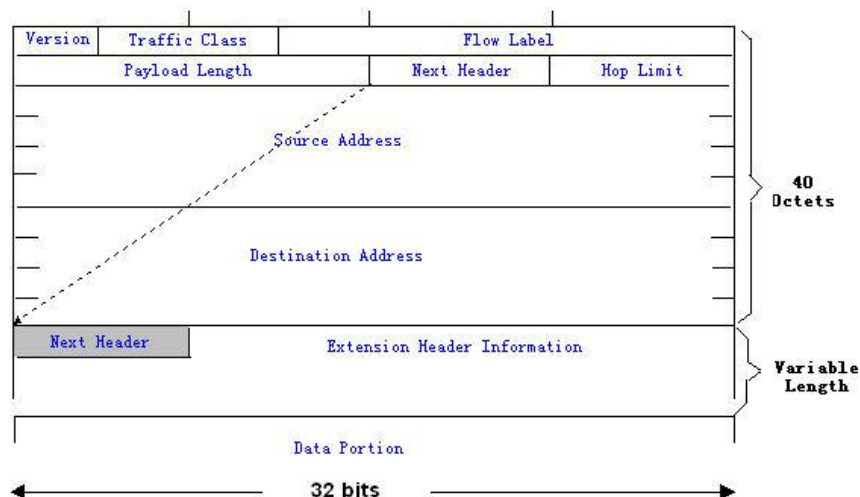 Version Traffic Class Flow Label
Payload Length Next Header Hop Limit
Source Address
40
Octets
Destination Address
Next Header Extension Header Information
Variable
Length
Data Portion
32 bits